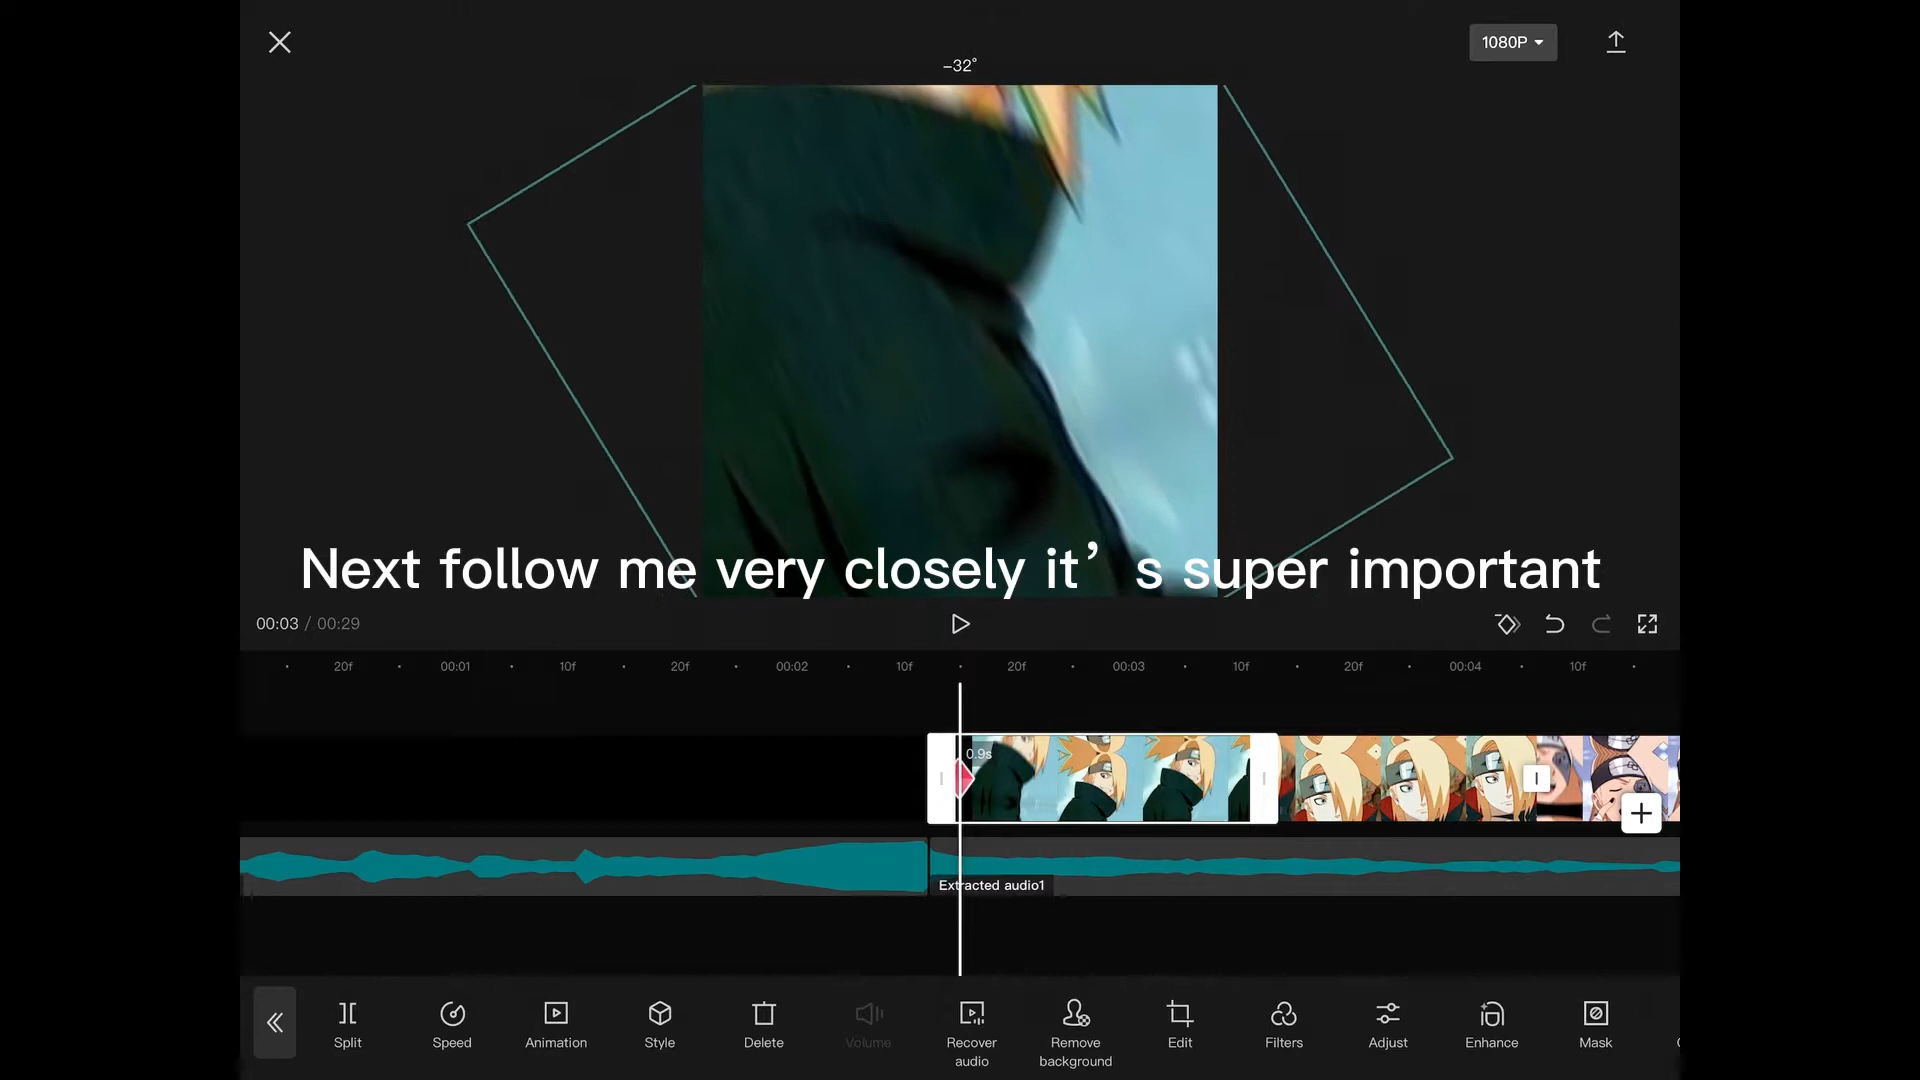 1080P
−32°
Next follow me very closely it’s super important
00:03 / 00:29
20f 00:01 10f 20f 00:02 10f 20f 00:03 10f 20f 00:04 10f
0.9s
Extracted audio1
Split Speed Animation Style Delete Volume Recover audio Remove background Edit Filters Adjust Enhance Mask